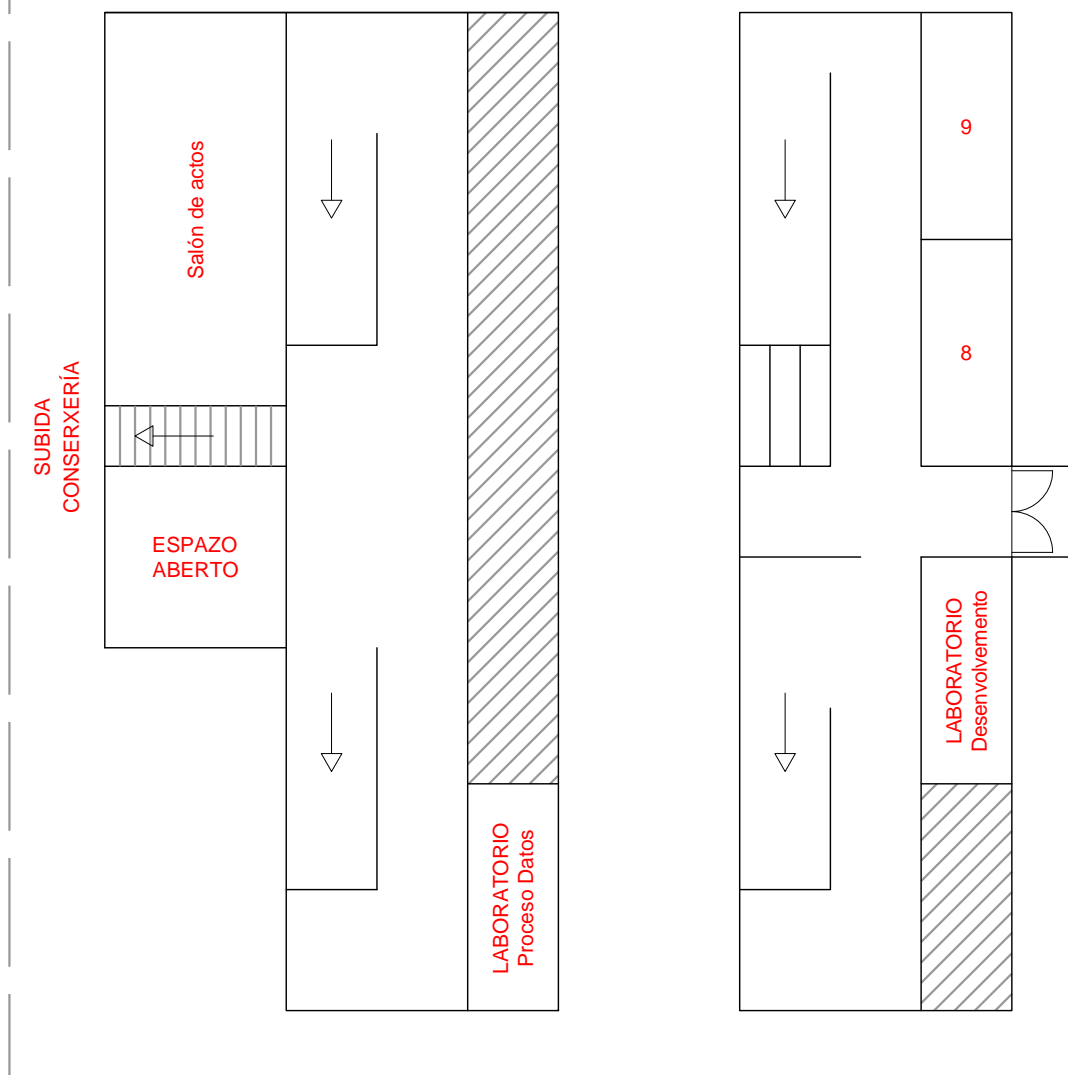 Salón de actos
SUBIDA
CONSERXERÍA
ESPAZO
ABERTO
LABORATORIO
Proceso Datos
9
8
LABORATORIO
Desenvolvemento